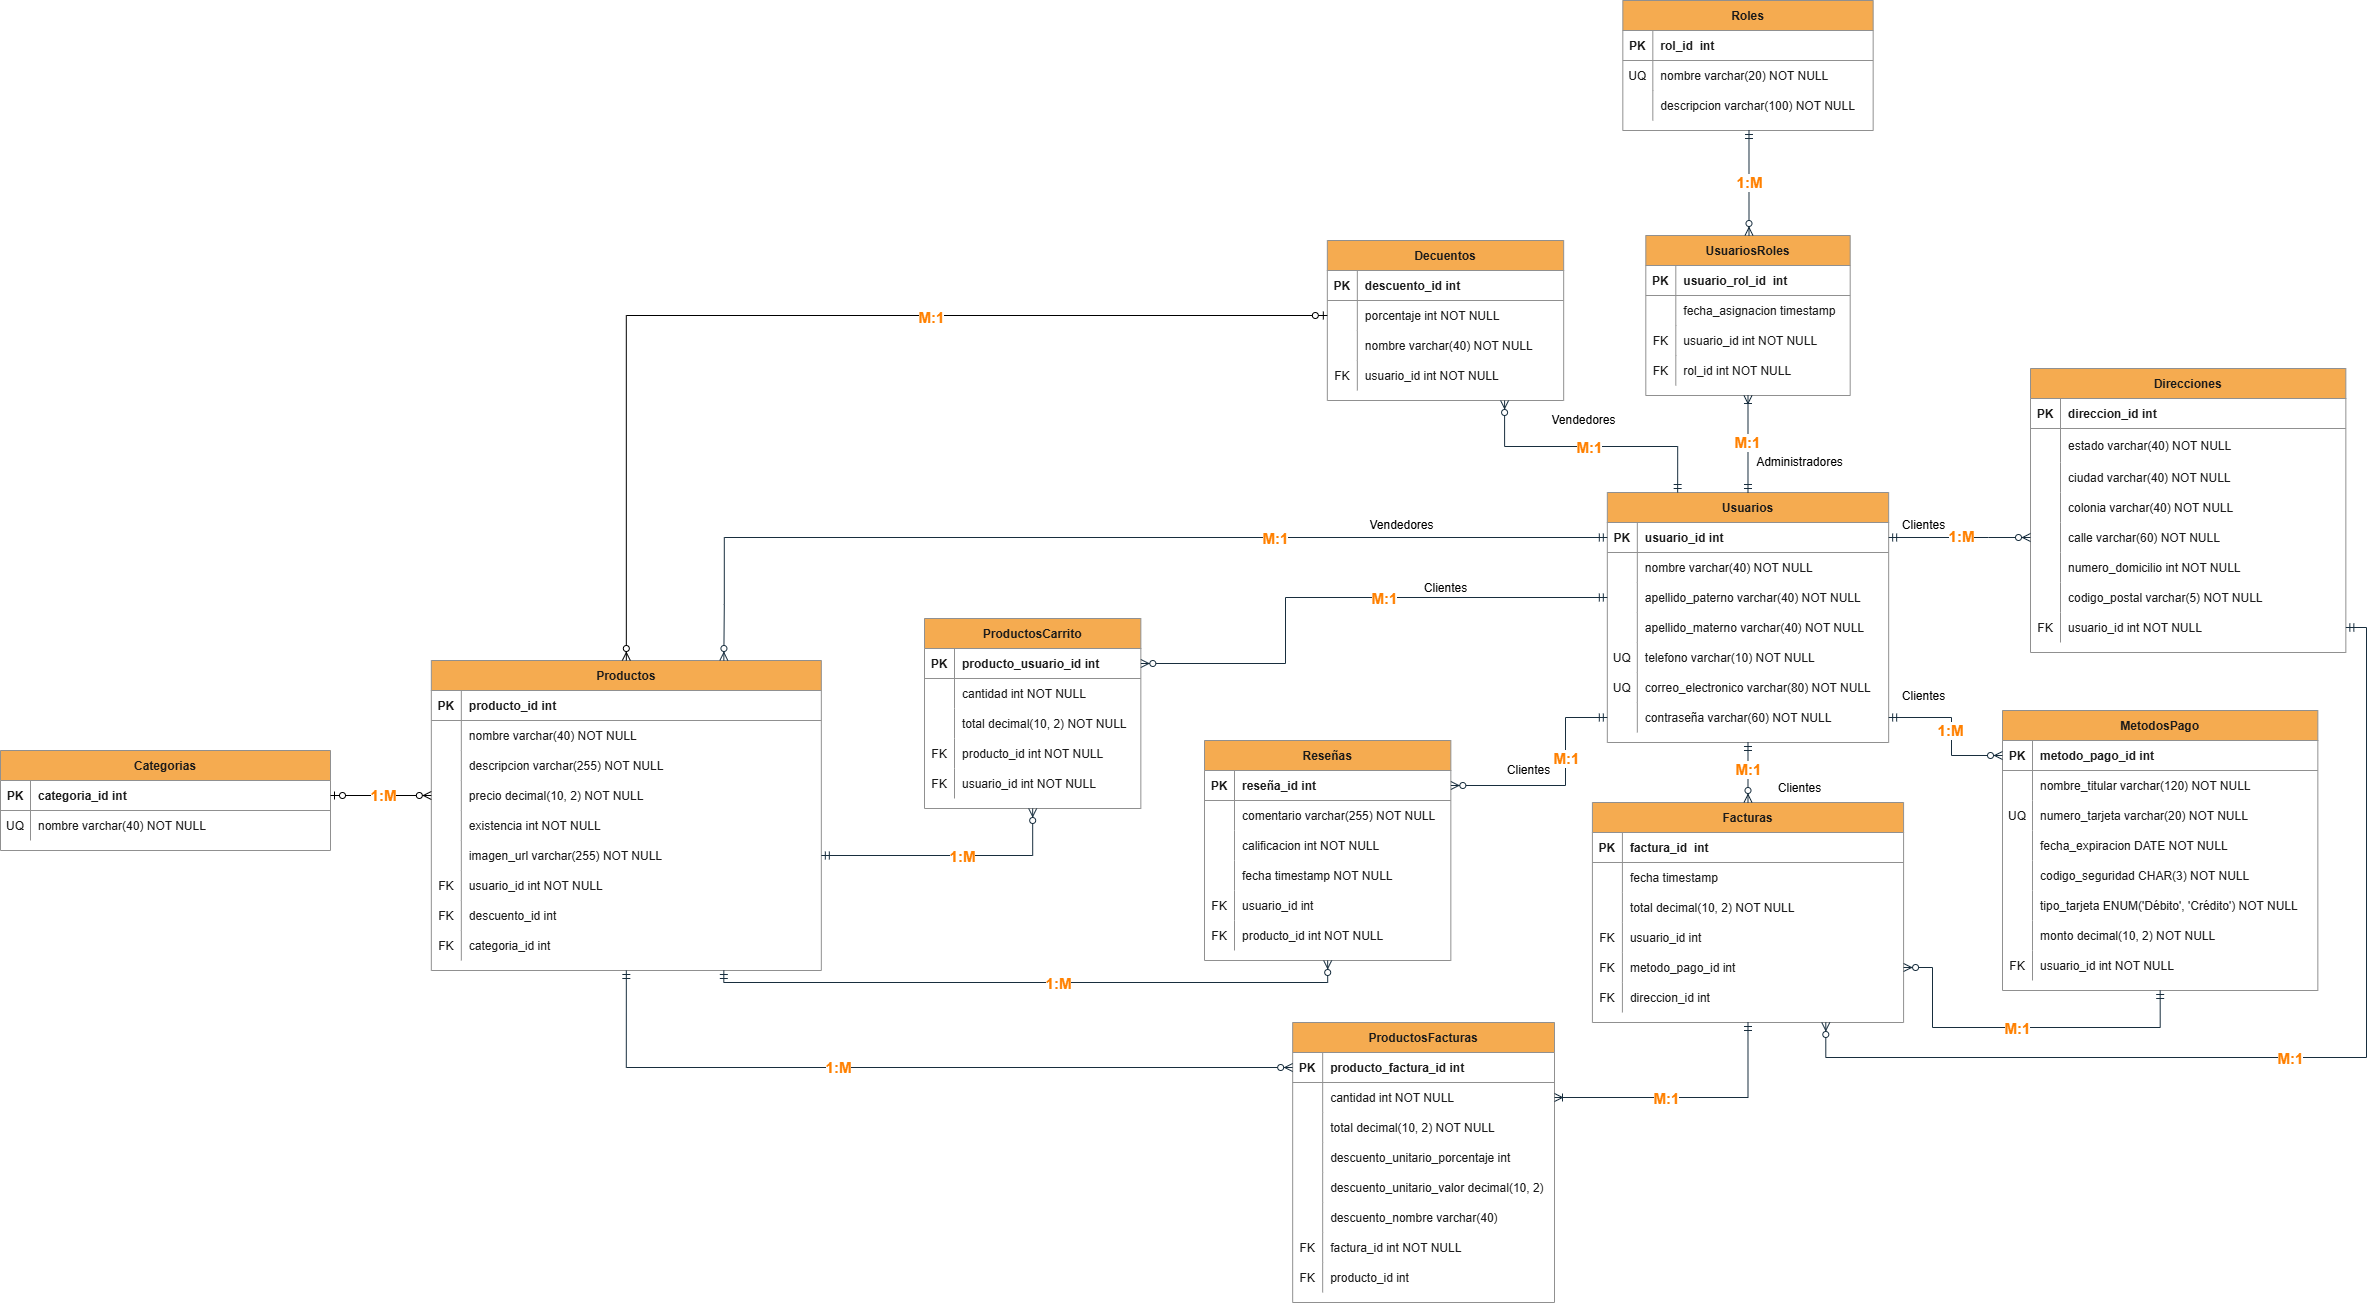 Roles
PK rol_id int
UQ nombre varchar(20) NOT NULL
descripcion varchar(100) NOT NULL
1:M
UsuariosRoles
PK usuario_rol_id int
fecha_asignacion timestamp
FK usuario_id int NOT NULL
FK rol_id int NOT NULL
M:1
Administradores
Decuentos
PK descuento_id int
porcentaje int NOT NULL
nombre varchar(40) NOT NULL
FK usuario_id int NOT NULL
M:1
Vendedores
M:1
Direcciones
PK direccion_id int
estado varchar(40) NOT NULL
ciudad varchar(40) NOT NULL
colonia varchar(40) NOT NULL
calle varchar(60) NOT NULL
numero_domicilio int NOT NULL
codigo_postal varchar(5) NOT NULL
FK usuario_id int NOT NULL
Usuarios
PK usuario_id int
nombre varchar(40) NOT NULL
apellido_paterno varchar(40) NOT NULL
apellido_materno varchar(40) NOT NULL
UQ telefono varchar(10) NOT NULL
UQ correo_electronico varchar(80) NOT NULL
contraseña varchar(60) NOT NULL
Clientes
1:M
Vendedores
M:1
Clientes
M:1
Clientes
1:M
M:1
Clientes
M:1
Clientes
ProductosCarrito
PK producto_usuario_id int
cantidad int NOT NULL
total decimal(10, 2) NOT NULL
FK producto_id int NOT NULL
FK usuario_id int NOT NULL
1:M
Productos
PK producto_id int
nombre varchar(40) NOT NULL
descripcion varchar(255) NOT NULL
precio decimal(10, 2) NOT NULL
existencia int NOT NULL
imagen_url varchar(255) NOT NULL
FK usuario_id int NOT NULL
FK descuento_id int
FK categoria_id int
Categorias
PK categoria_id int
UQ nombre varchar(40) NOT NULL
1:M
Reseñas
PK reseña_id int
comentario varchar(255) NOT NULL
calificacion int NOT NULL
fecha timestamp NOT NULL
FK usuario_id int
FK producto_id int NOT NULL
1:M
MetodosPago
PK metodo_pago_id int
nombre_titular varchar(120) NOT NULL
UQ numero_tarjeta varchar(20) NOT NULL
fecha_expiracion DATE NOT NULL
codigo_seguridad CHAR(3) NOT NULL
tipo_tarjeta ENUM('Débito', 'Crédito') NOT NULL
monto decimal(10, 2) NOT NULL
FK usuario_id int NOT NULL
Facturas
PK factura_id int
fecha timestamp
total decimal(10, 2) NOT NULL
FK usuario_id int
FK metodo_pago_id int
FK direccion_id int
M:1
M:1
ProductosFacturas
PK producto_factura_id int
cantidad int NOT NULL
total decimal(10, 2) NOT NULL
descuento_unitario_porcentaje int
descuento_unitario_valor decimal(10, 2)
descuento_nombre varchar(40)
FK factura_id int NOT NULL
FK producto_id int
1:M
M:1